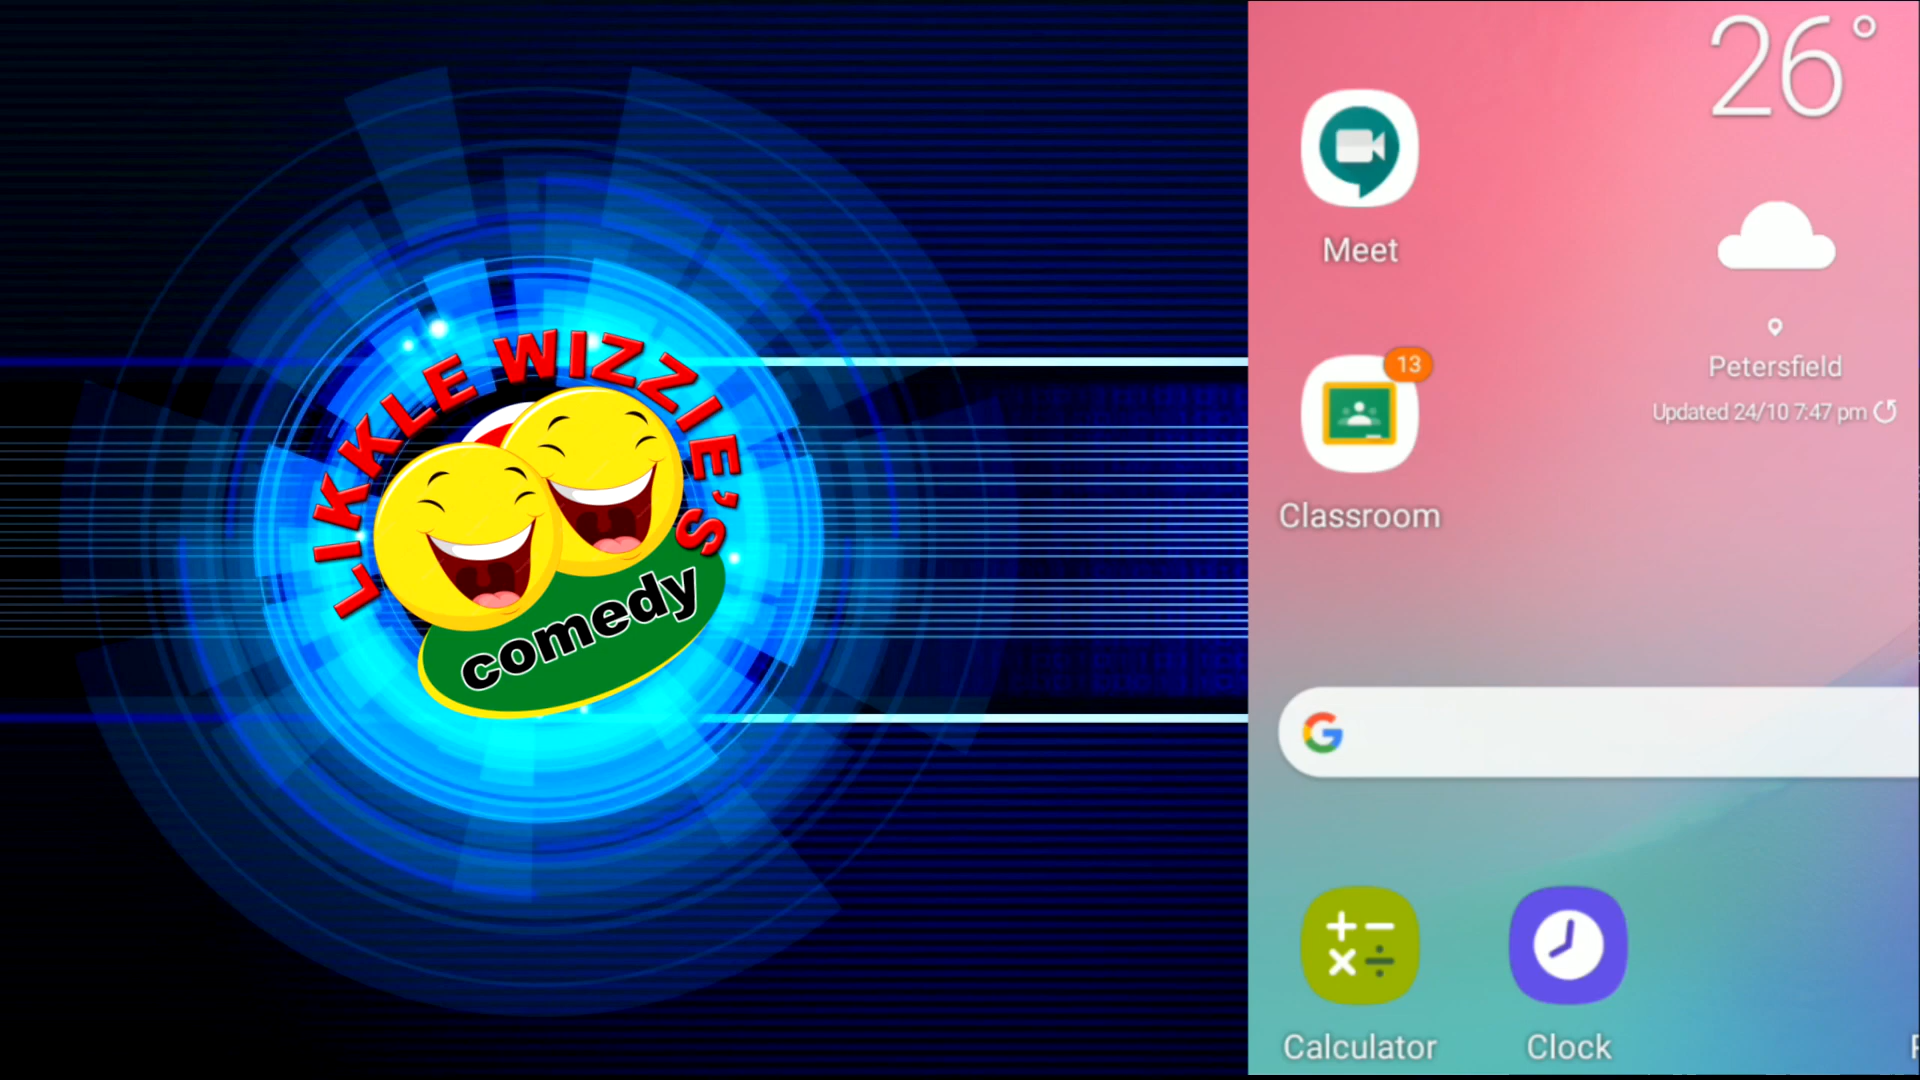 LIKKLE WIZZIE'S
comedy
26°
Meet
13
Petersfield
Updated 24/10 7:47 pm
Classroom
G
Calculator
Clock